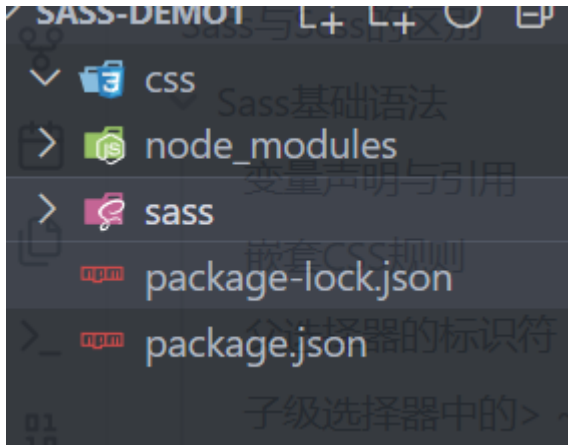 SASS-DEMO1
Sass与Scss的区别
css
Sass基础语法
node_modules
变量声明与引用
sass
嵌套CSS规则
package-lock.json
父选择器的标识符
package.json
子级选择器中的>